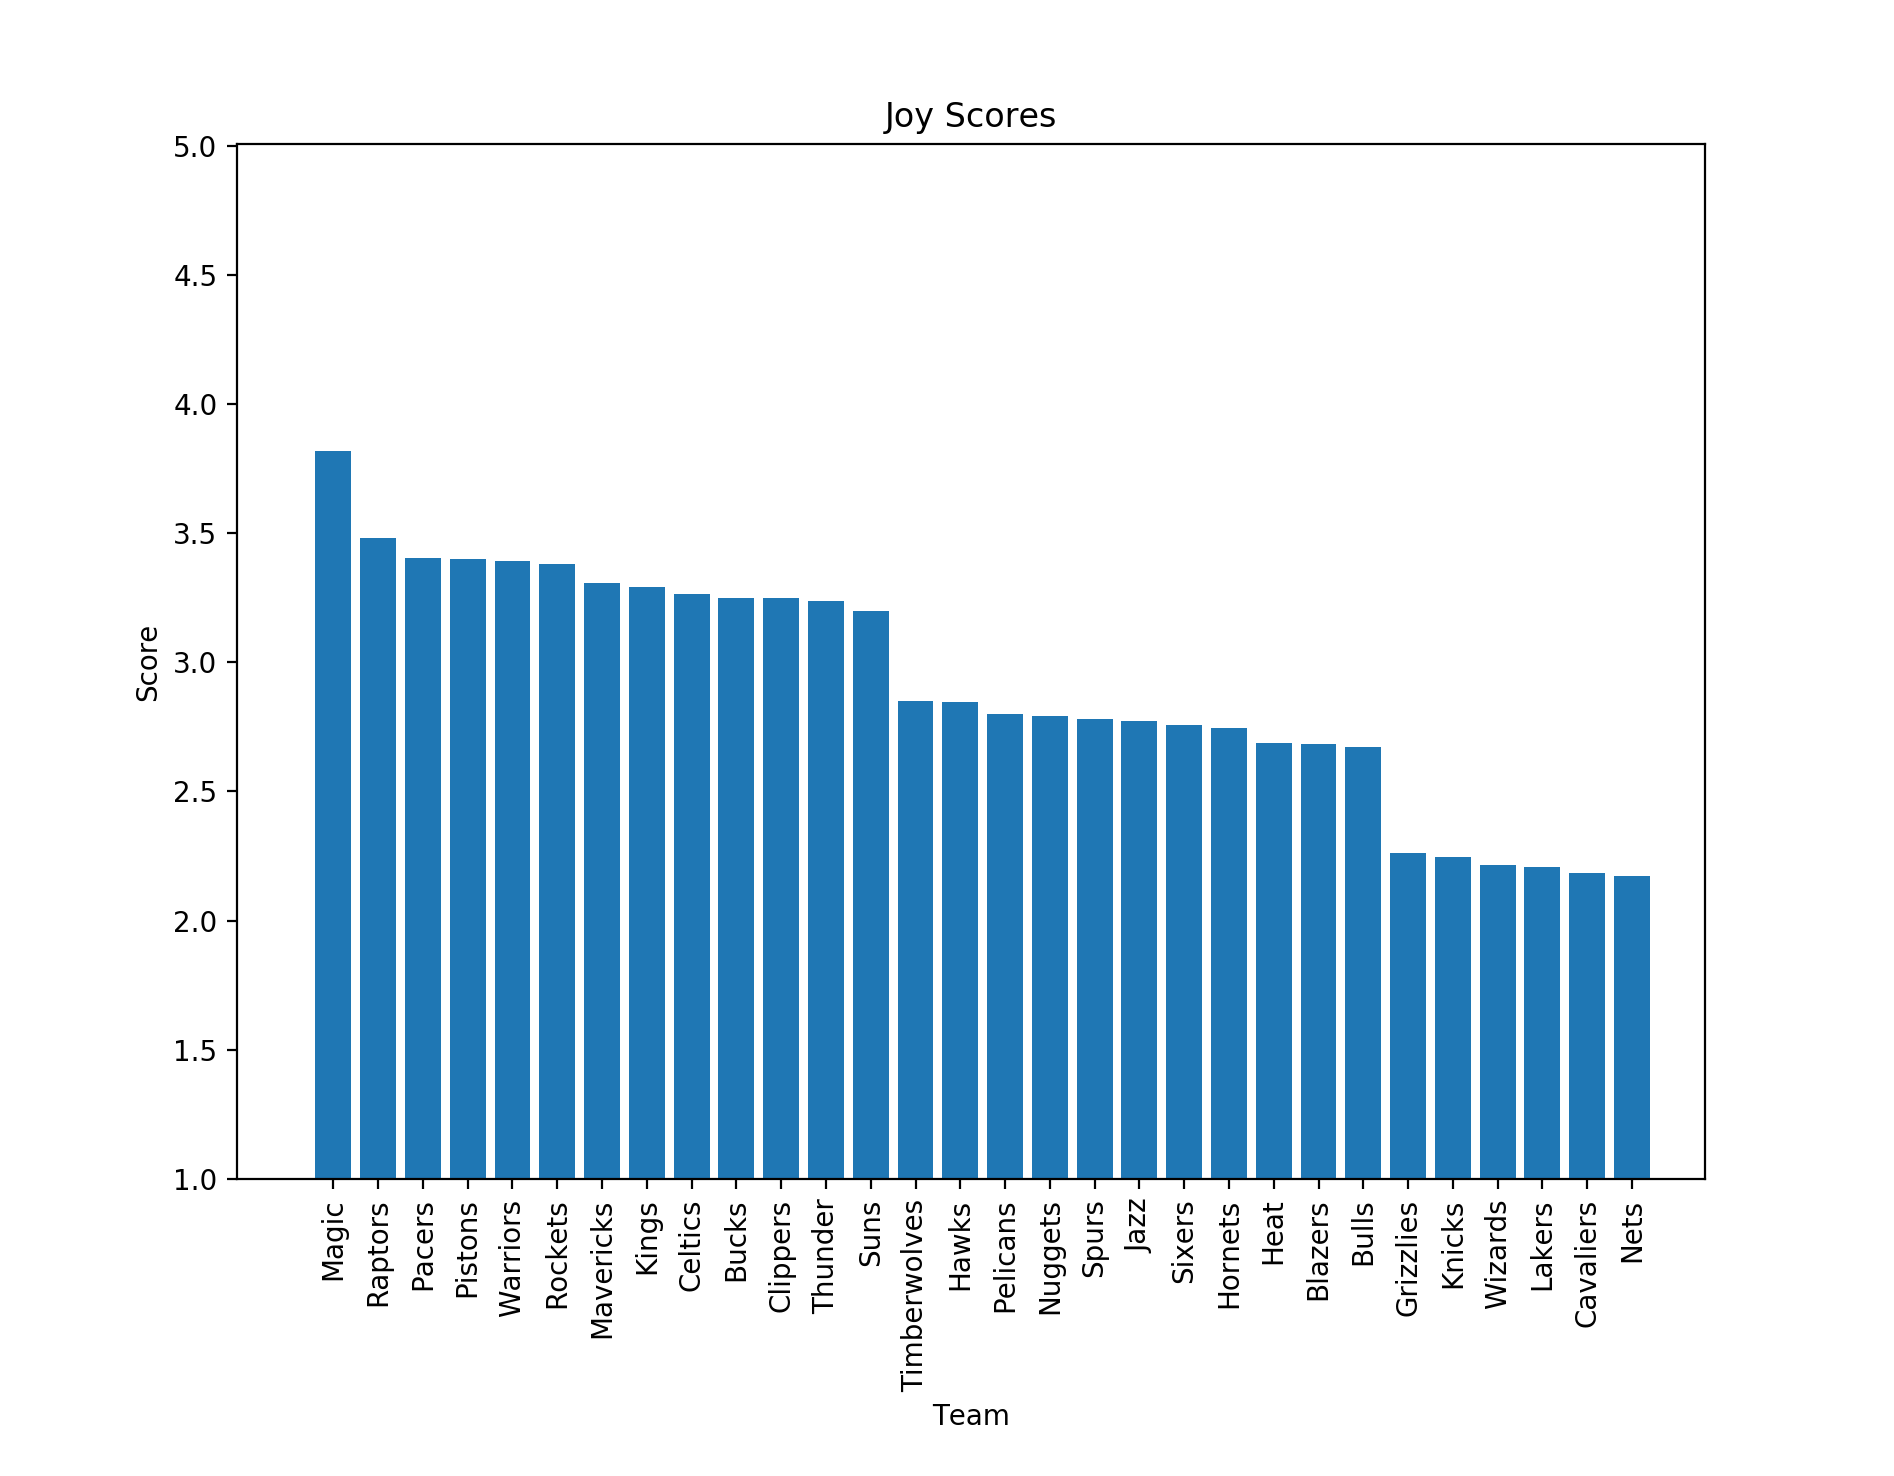 Joy Scores
5.0
4.5
4.0
3.5
3.0
2.5
2.0
1.5
1.0
Score
Magic
Raptors
Pacers
Pistons
Warriors
Rockets
Mavericks
Kings
Celtics
Bucks
Clippers
Thunder
Suns
Timberwolves
Hawks
Pelicans
Nuggets
Spurs
Jazz
Sixers
Hornets
Heat
Blazers
Bulls
Grizzlies
Knicks
Wizards
Lakers
Cavaliers
Nets
Team